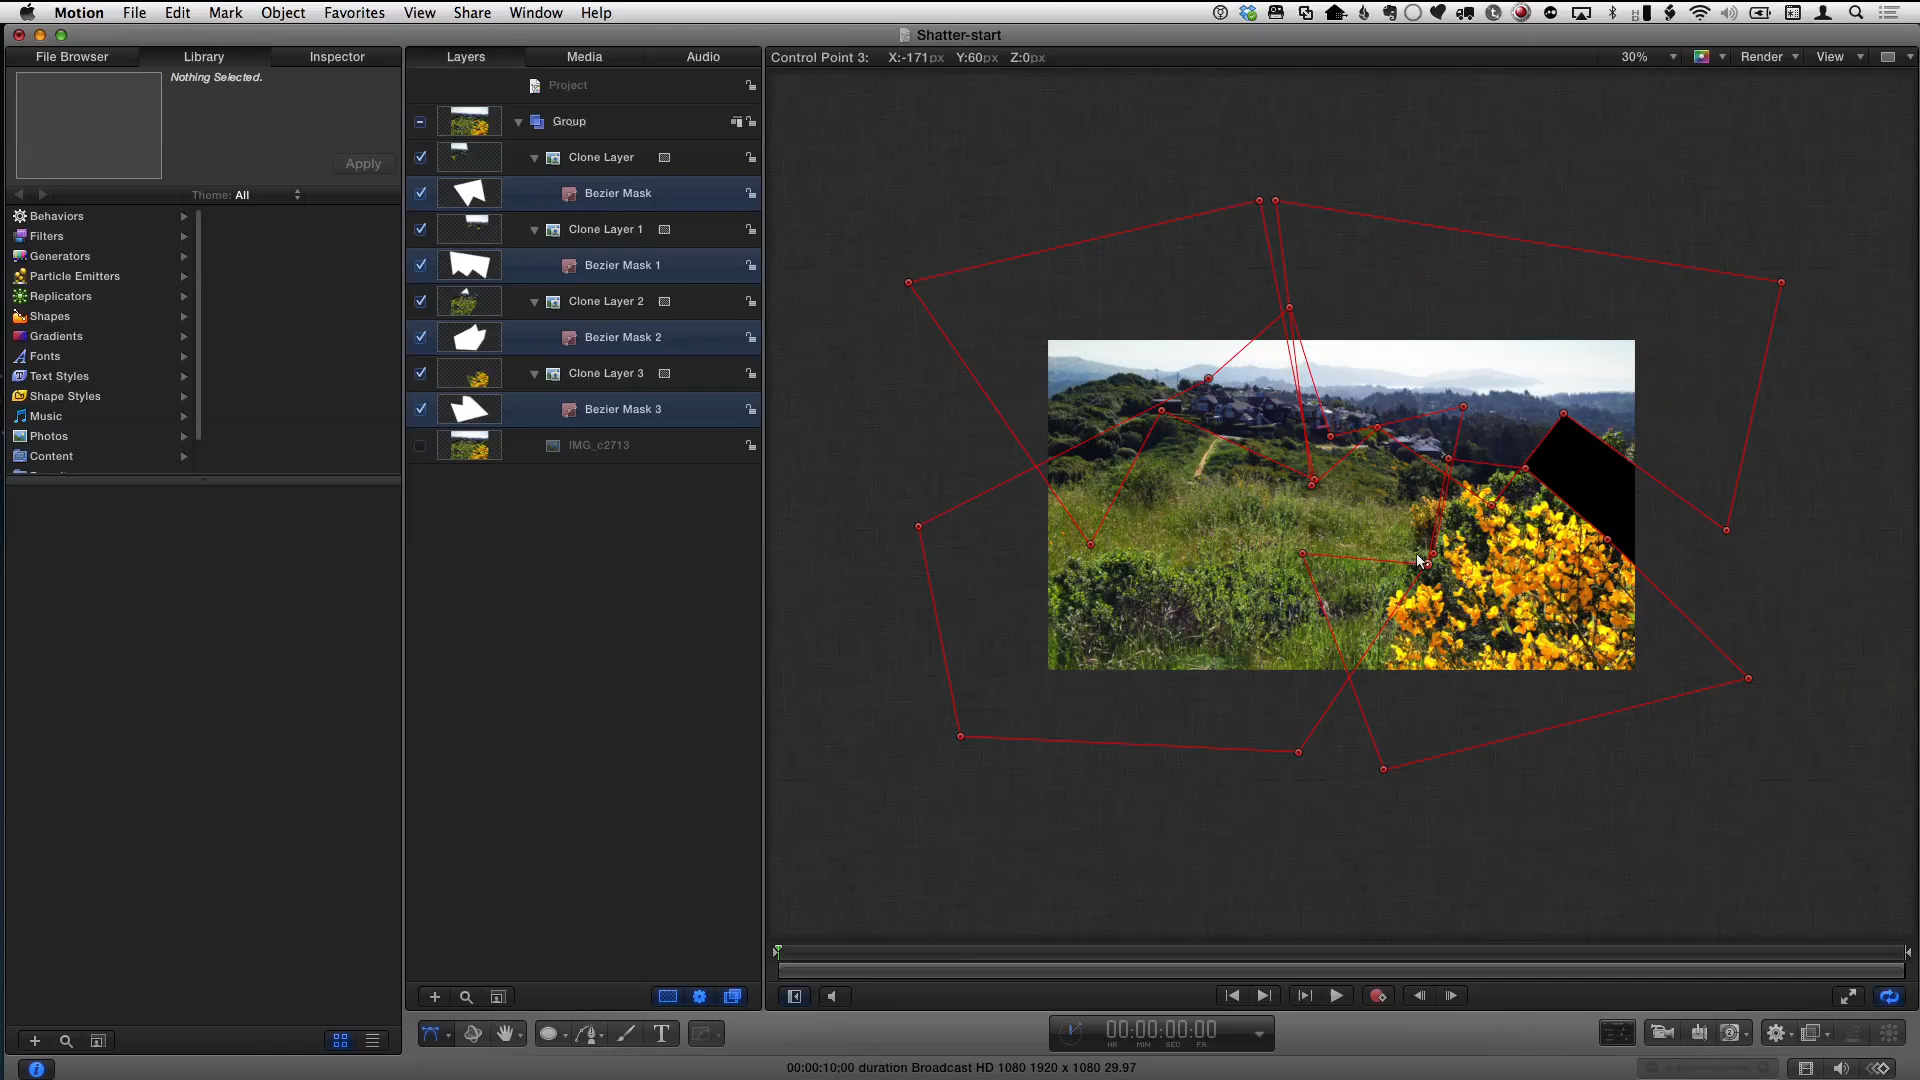 Motion File Edit Mark Object Favorites View Share Window Help
Shatter-start
File Browser Library Inspector
Layers Media Audio
Control Point 3: X:-171px Y:60px Z:0px
30% Render View
Nothing Selected.
Apply
Theme: All
Behaviors
Filters
Generators
Particle Emitters
Replicators
Shapes
Gradients
Fonts
Text Styles
Shape Styles
Music
Photos
Content
Project
Group
Clone Layer
Bezier Mask
Clone Layer 1
Bezier Mask 1
Clone Layer 2
Bezier Mask 2
Clone Layer 3
Bezier Mask 3
IMG_c2713
T
00:00:00:00
HR MIN SEC FR
00:00:10;00 duration Broadcast HD 1080 1920 x 1080 29.97